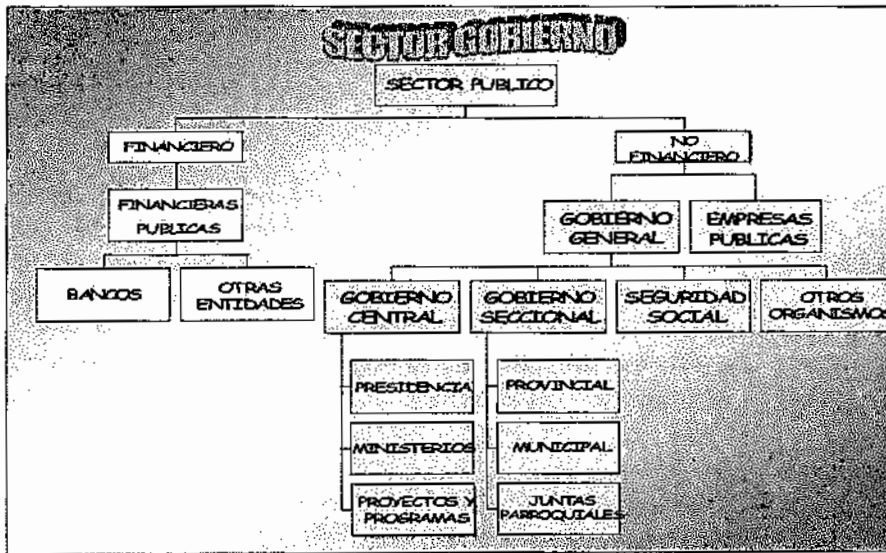 SECTOR GOBIERNO
SECTOR PUBLICO
FINANCIERO
NO
FINANCIERO
FINANCIERAS
PUBLICAS
GOBIERNO
GENERAL
EMPRESAS
PUBLICAS
BANCOS
OTRAS
ENTIDADES
GOBIERNO
CENTRAL
GOBIERNO
SECCIONAL
SEGURIDAD
SOCIAL
OTROS
ORGANISMOS
PRESIDENCIA
PROVINCIAL
MINISTERIOS
MUNICIPAL
PROYECTOS Y
PROGRAMAS
JUNTAS
PARROQUIALES